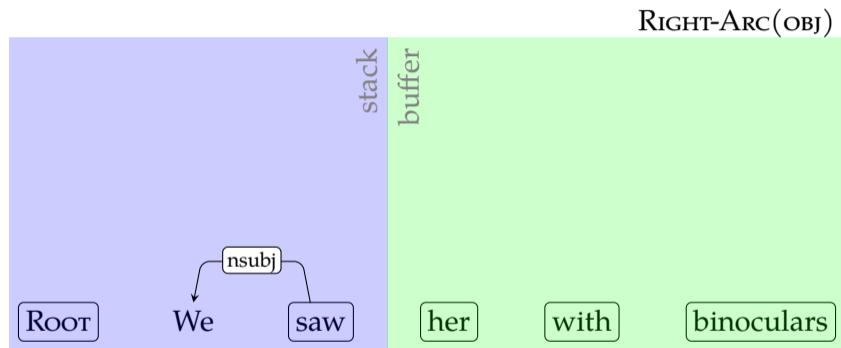 Right-Arc(obj)
stack
buffer
nsubj
Root We saw her with binoculars